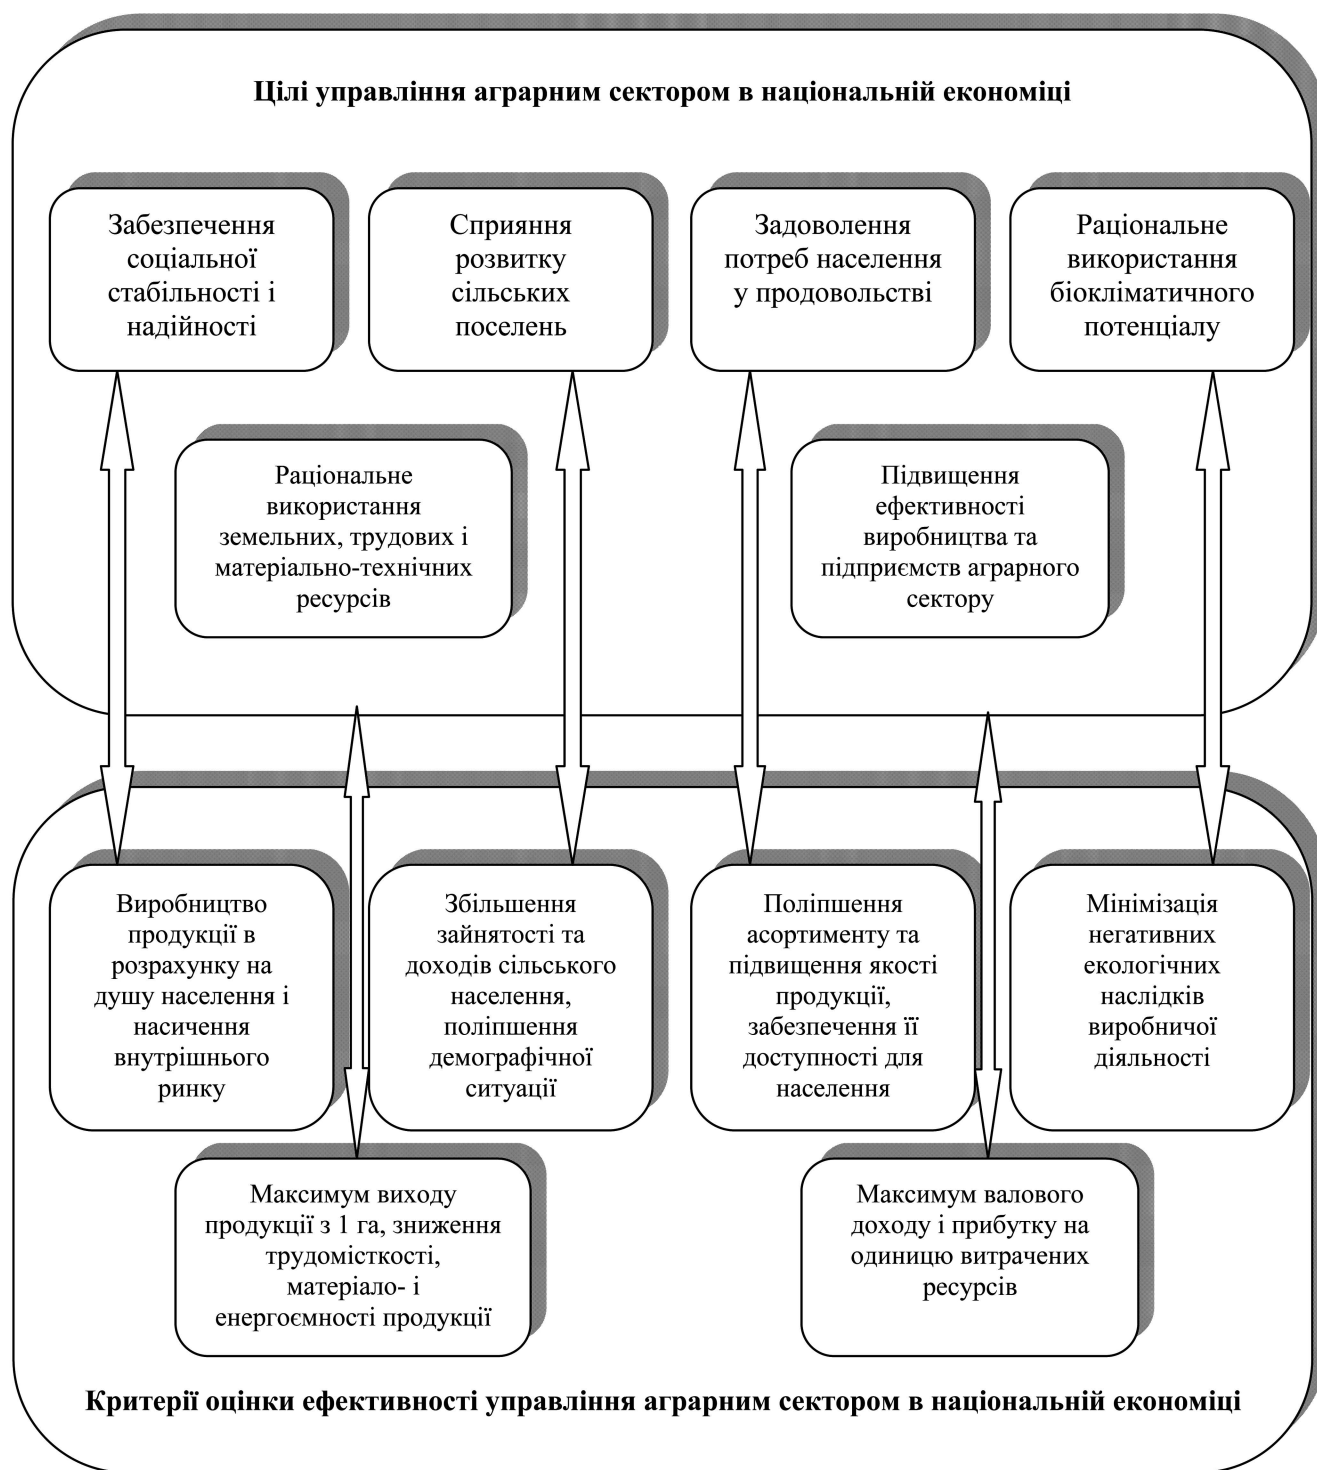 Цілі управління аграрним сектором в національній економіці
Забезпечення
соціальної
стабільності і
надійності
Сприяння
розвитку
сільських
поселень
Задоволення
потреб населення
у продовольстві
Раціональне
використання
біокліматичного
потенціалу
Раціональне
використання
земельних, трудових і
матеріально-технічних
ресурсів
Підвищення
ефективності
виробництва та
підприємств аграрного
сектору
Виробництво
продукції в
розрахунку на
душу населення і
насичення
внутрішнього
ринку
Збільшення
зайнятості та
доходів сільського
населення,
поліпшення
демографічної
ситуації
Поліпшення
асортименту та
підвищення якості
продукції,
забезпечення її
доступності для
населення
Мінімізація
негативних
екологічних
наслідків
виробничої
діяльності
Максимум виходу
продукції з 1 га, зниження
трудомісткості,
матеріало- і
енергоємності продукції
Максимум валового
доходу і прибутку на
одиницю витрачених
ресурсів
Критерії оцінки ефективності управління аграрним сектором в національній економіці